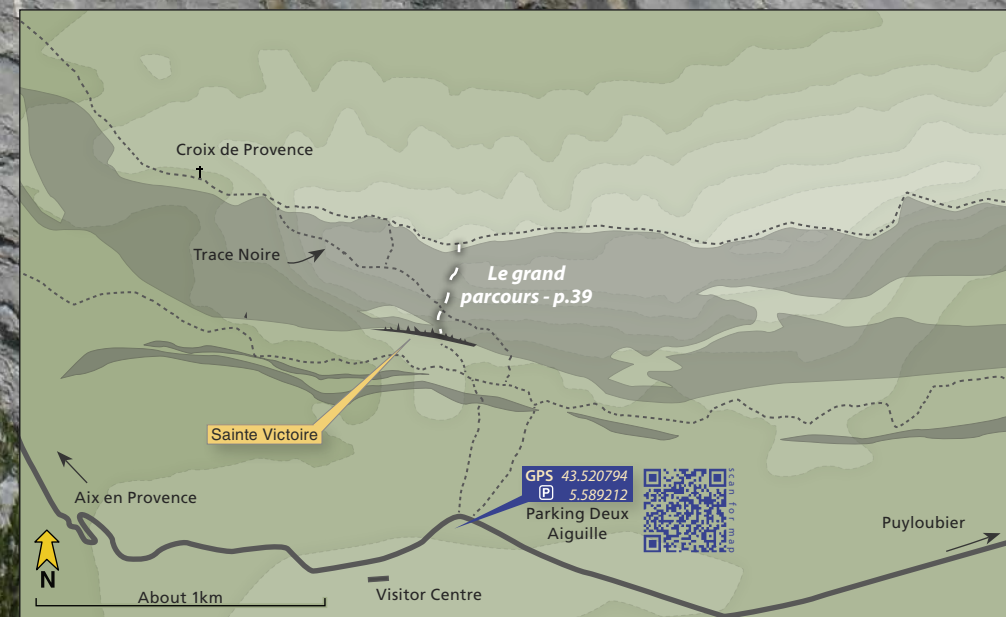 Croix de Provence
Trace Noire
Le grand
parcours - p.39
Sainte Victoire
GPS 43.520794
P 5.589212
Parking Deux
Aiguille
scan for map
Aix en Provence
Puyloubier
N
About 1km
Visitor Centre